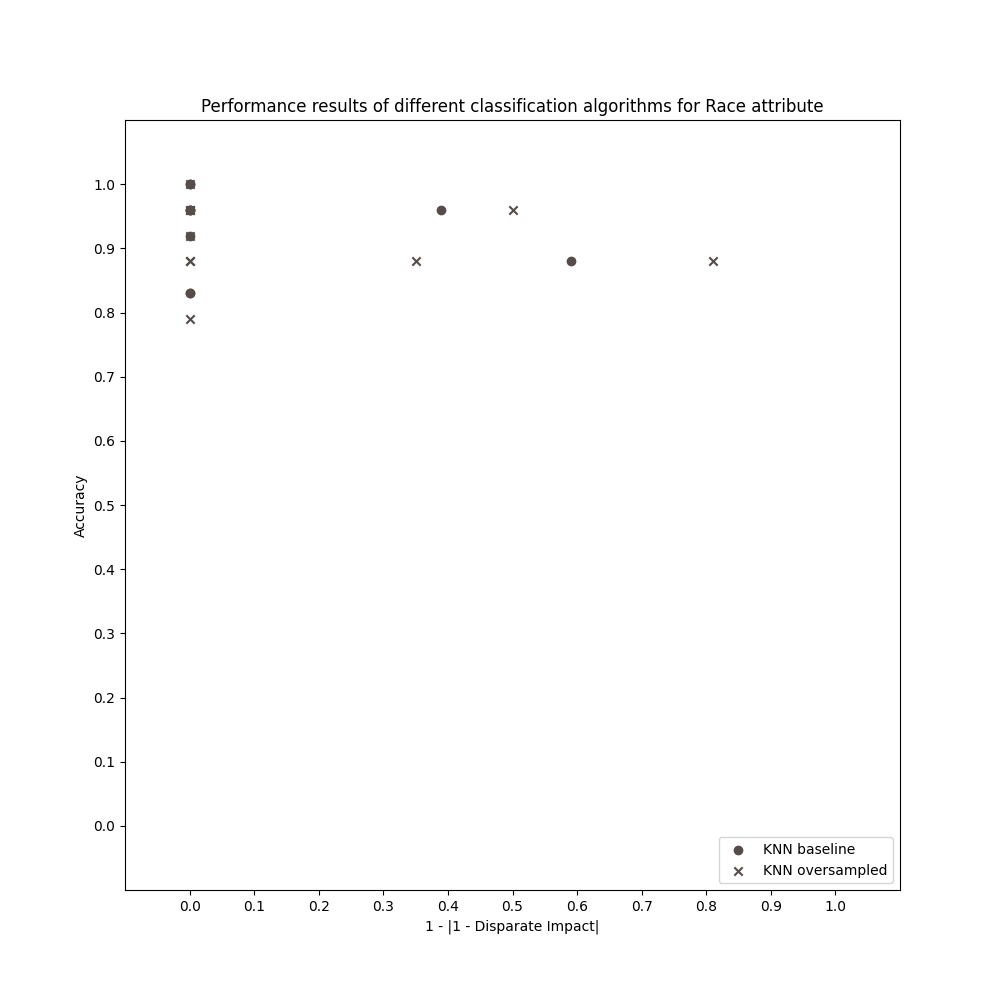 Performance results of different classification algorithms for Race attribute
1.0
0.9
0.8
0.7
0.6
0.5
0.4
0.3
0.2
0.1
0.0
Accuracy
KNN baseline
KNN oversampled
0.0 0.1 0.2 0.3 0.4 0.5 0.6 0.7 0.8 0.9 1.0
1 - |1 - Disparate Impact|